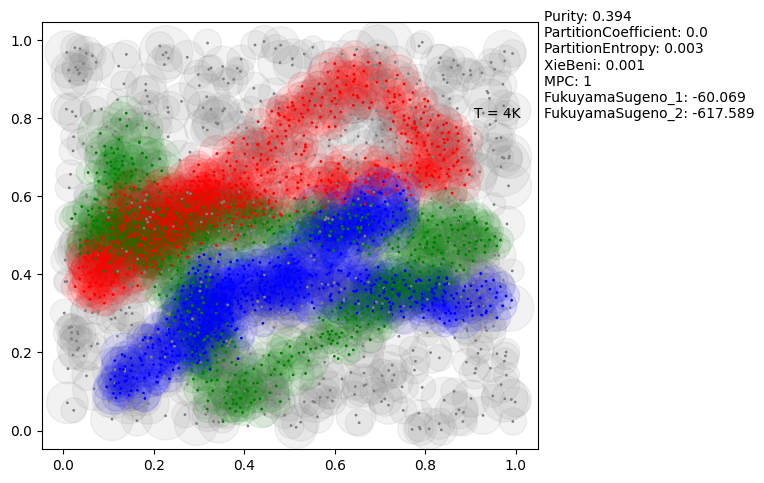 Purity: 0.394
PartitionCoefficient: 0.0
PartitionEntropy: 0.003
XieBeni: 0.001
MPC: 1
FukuyamaSugeno_1: -60.069
FukuyamaSugeno_2: -617.589
1.0
0.8
T = 4K
0.6
0.4
0.2
0.0
0.0 0.2 0.4 0.6 0.8 1.0